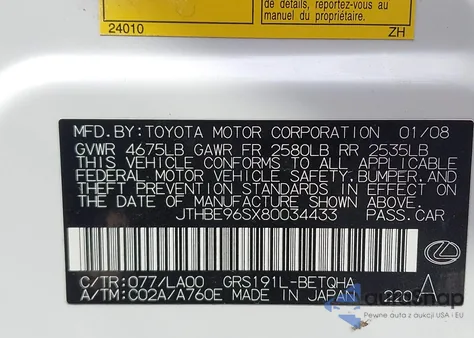 de détails, reportez-vous au
manuel du propriétaire.
24010 ZH
MFD. BY: TOYOTA MOTOR CORPORATION 01/08
GVWR 4675LB GAWR FR 2580LB RR 2535LB
THIS VEHICLE CONFORMS TO ALL APPLICABLE
FEDERAL MOTOR VEHICLE SAFETY, BUMPER, AND
THEFT PREVENTION STANDARDS IN EFFECT ON
THE DATE OF MANUFACTURE SHOWN ABOVE.
JTHBE96SX80034433 PASS. CAR
C/TR: 077/LA00 GRS191L-BETQHA
A/TM: C02A/A760E MADE IN JAPAN 220 A
Pewne auto z aukcji z USA i EU